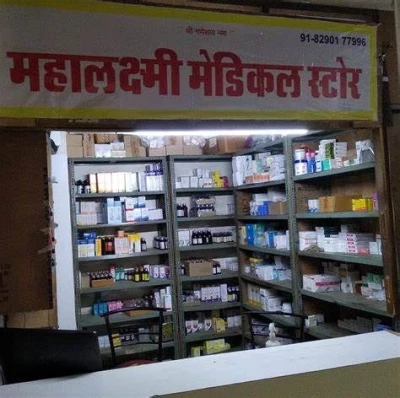 श्री गणेशाय नमः
91-82901 77996
महालक्ष्मी मेडिकल स्टोर